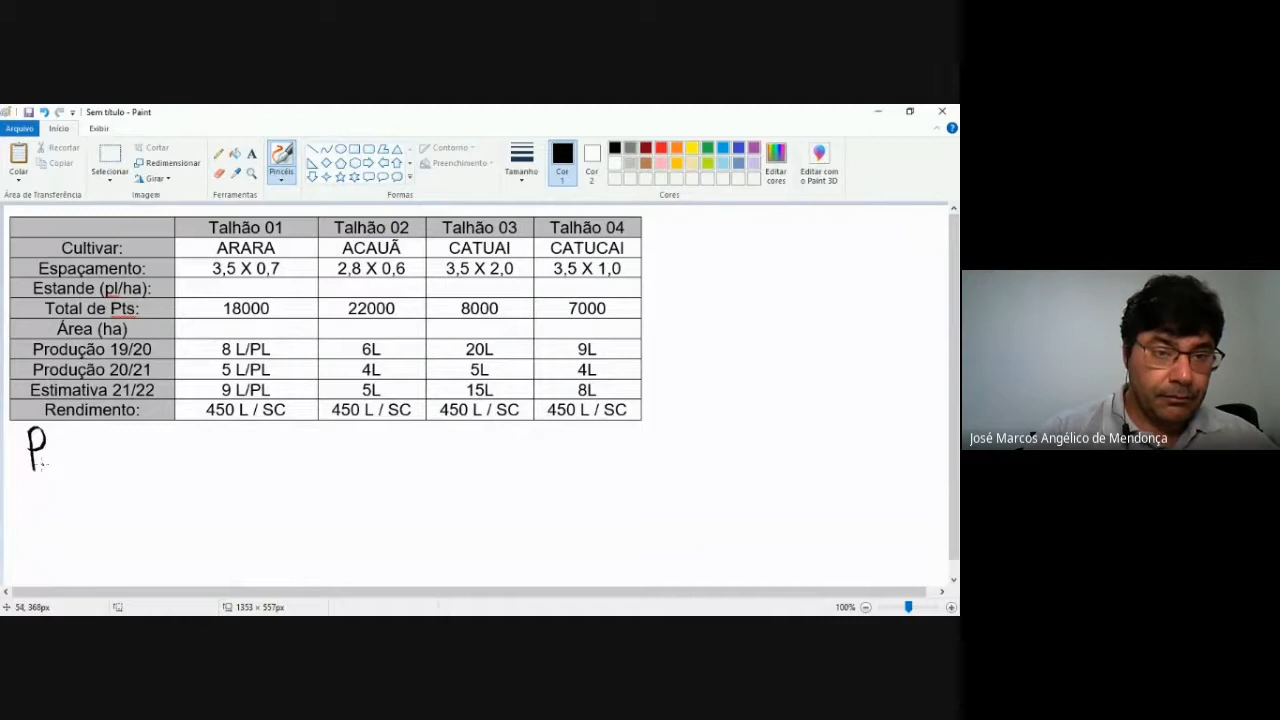 Sem título - Paint
Arquivo Início Exibir
Colar
Recortar
Copiar
Área de Transferência
Selecionar
Cortar
Redimensionar
Girar
Imagem
Ferramentas
Pincéis
Contorno
Preenchimento
Formas
Tamanho
Cor 1
Cor 2
Editar cores
Editar com o Paint 3D
Cores
Talhão 01 Talhão 02 Talhão 03 Talhão 04
Cultivar: ARARA ACAUÃ CATUAI CATUCAI
Espaçamento: 3,5 X 0,7 2,8 X 0,6 3,5 X 2,0 3,5 X 1,0
Estande (pl/ha):
Total de Pts: 18000 22000 8000 7000
Área (ha)
Produção 19/20 8 L/PL 6L 20L 9L
Produção 20/21 5 L/PL 4L 5L 4L
Estimativa 21/22 9 L/PL 5L 15L 8L
Rendimento: 450 L / SC 450 L / SC 450 L / SC 450 L / SC
P
José Marcos Angélico de Mendonça
54, 368px
1353 × 557px
100%